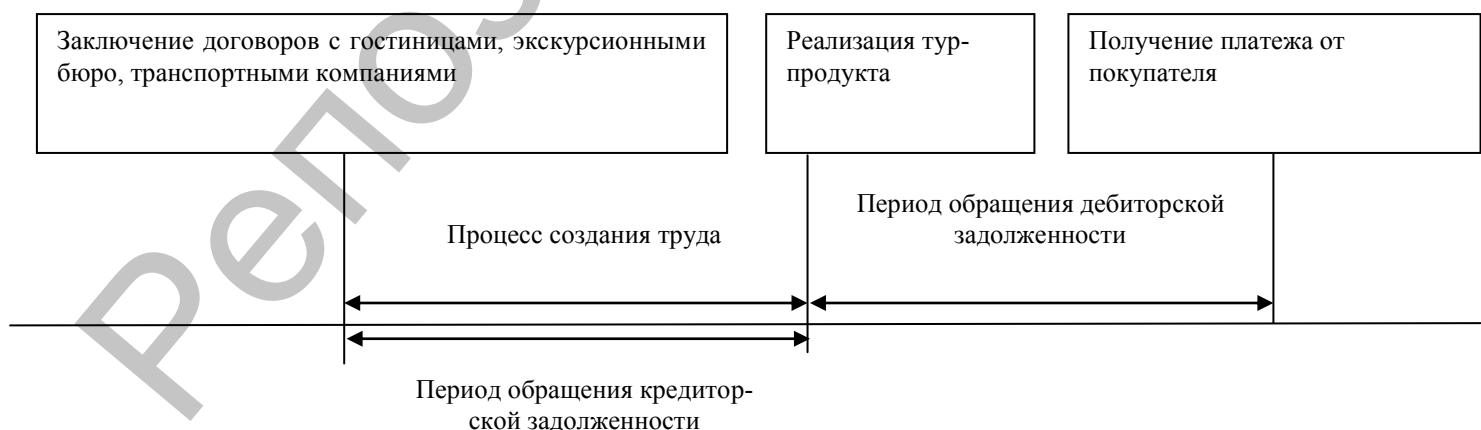 Заключение договоров с гостиницами, экскурсионными
бюро, транспортными компаниями
Реализация тур-
продукта
Получение платежа от
покупателя
Период обращения дебиторской
задолженности
Процесс создания труда
Период обращения кредитор-
ской задолженности